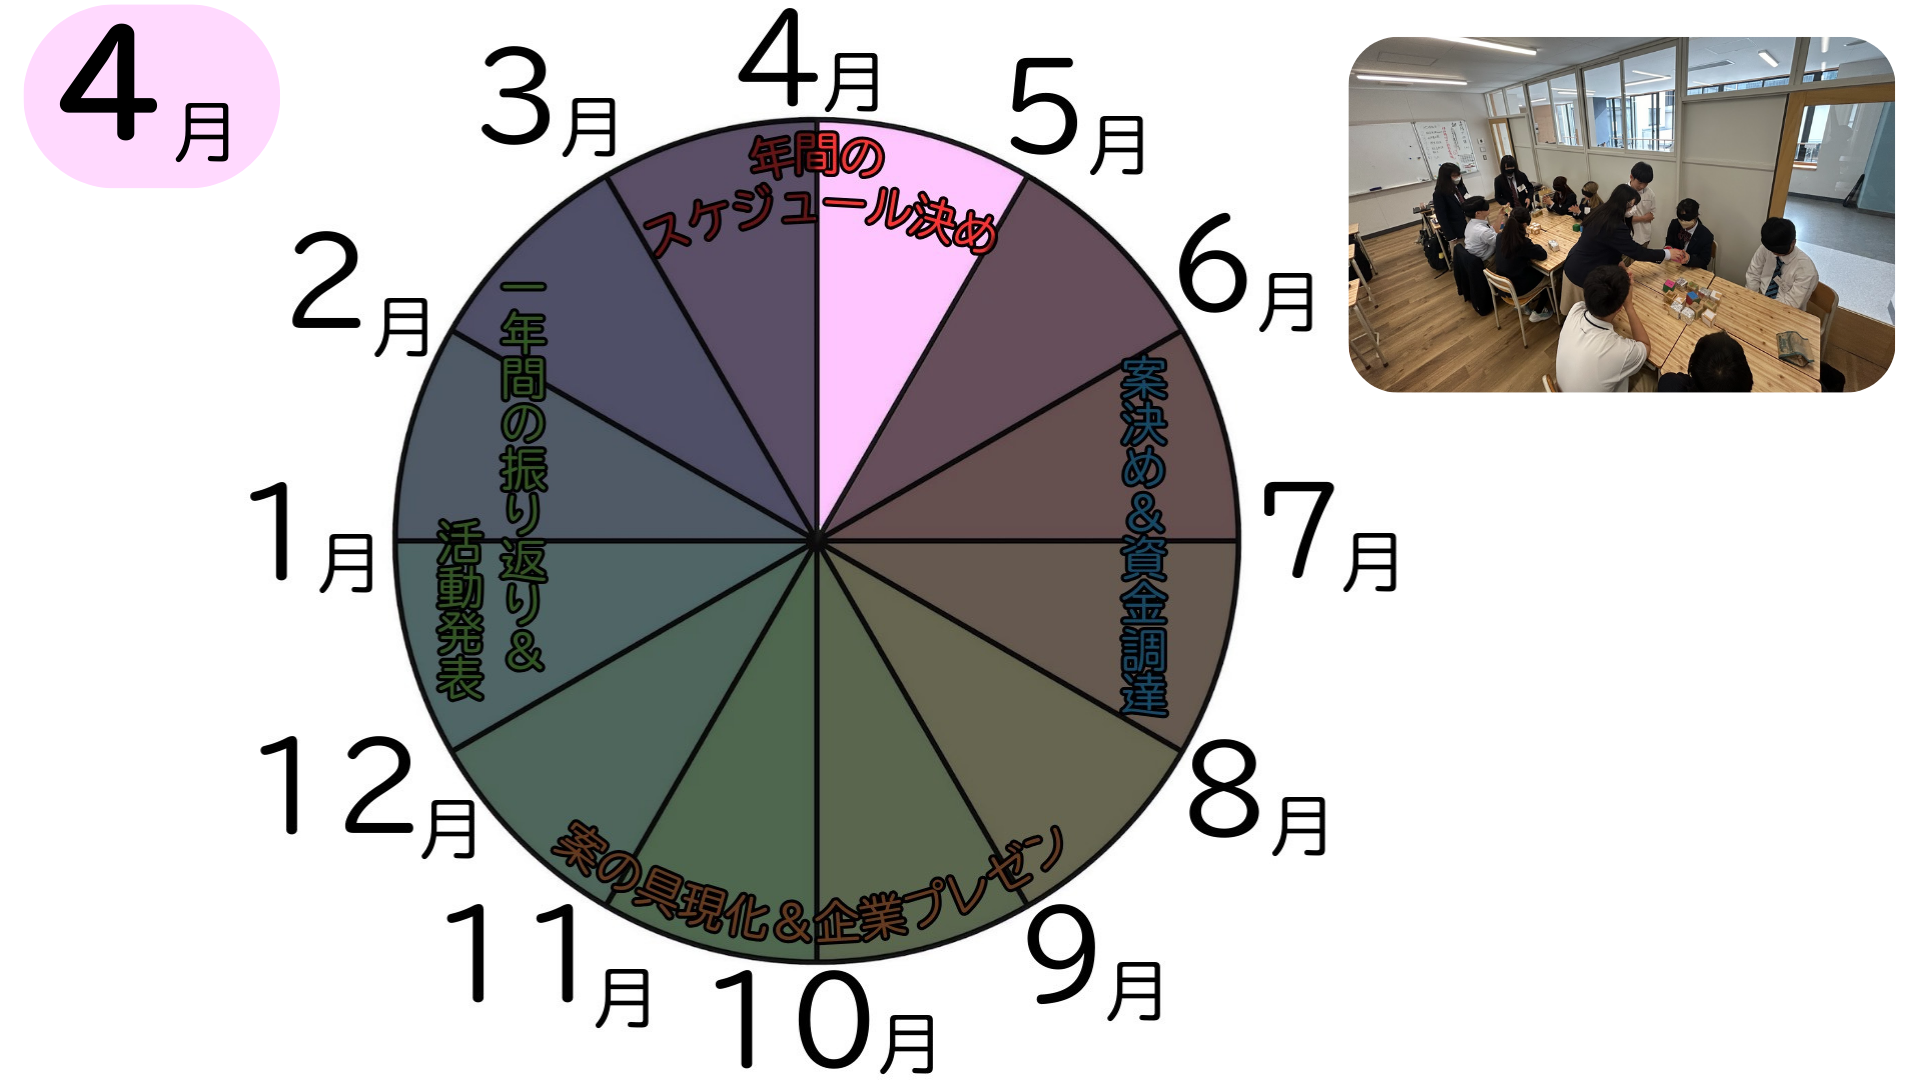 4月
4月
5月
6月
7月
8月
9月
10月
11月
12月
1月
2月
3月
年間の
スケジュール決め
案決め&資金調達
案の具現化&企業プレゼン
一年間の振り返り&
活動発表